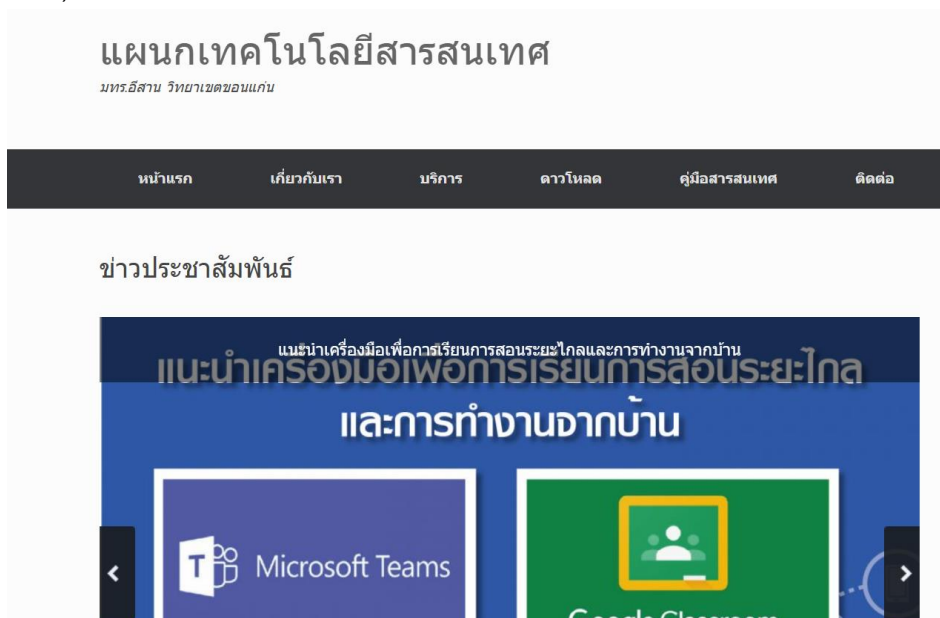 แผนกเทคโนโลยีสารสนเทศ
มทร.อีสาน วิทยาเขตขอนแก่น
หน้าแรก เกี่ยวกับเรา บริการ ดาวโหลด คู่มือสารสนเทศ ติดต่อ
ข่าวประชาสัมพันธ์
แนะนำเครื่องมือเพื่อการเรียนการสอนระยะไกลและการทำงานจากบ้าน
แนะนำเครื่องมือเพื่อการเรียนการสอนระยะไกล
และการทำงานจากบ้าน
T Microsoft Teams
Google Classroom